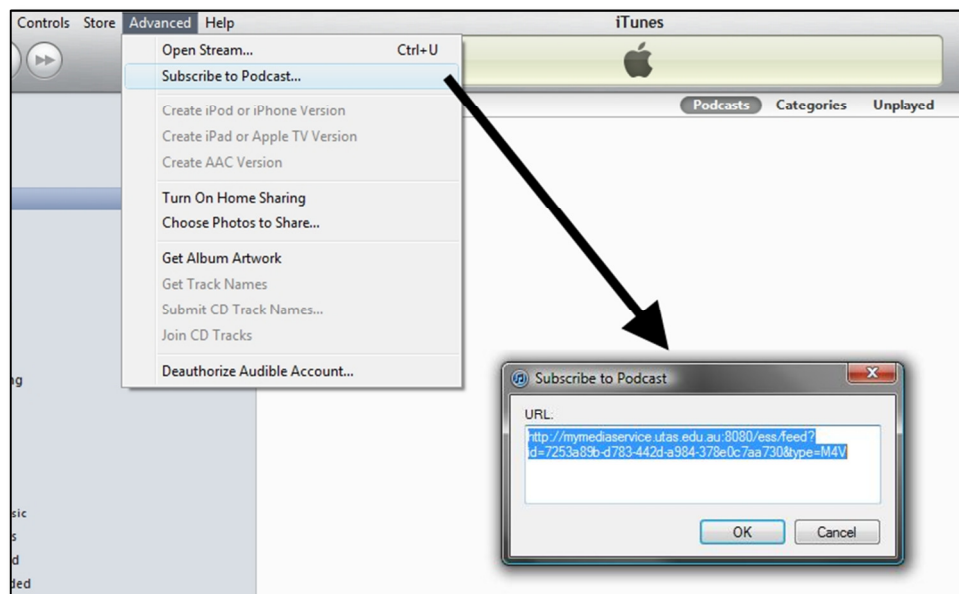 Controls Store Advanced Help
iTunes
Open Stream... Ctrl+U
Subscribe to Podcast...
Podcasts Categories Unplayed
Create iPod or iPhone Version
Create iPad or Apple TV Version
Create AAC Version
Turn On Home Sharing
Choose Photos to Share...
Get Album Artwork
Get Track Names
Submit CD Track Names...
Join CD Tracks
Deauthorize Audible Account...
Subscribe to Podcast
URL:
http://mymediaservice.utas.edu.au:8080/ess/feed?
id=7253a89b-d783-442d-a984-378e0c7aa730&type=M4V
OK Cancel